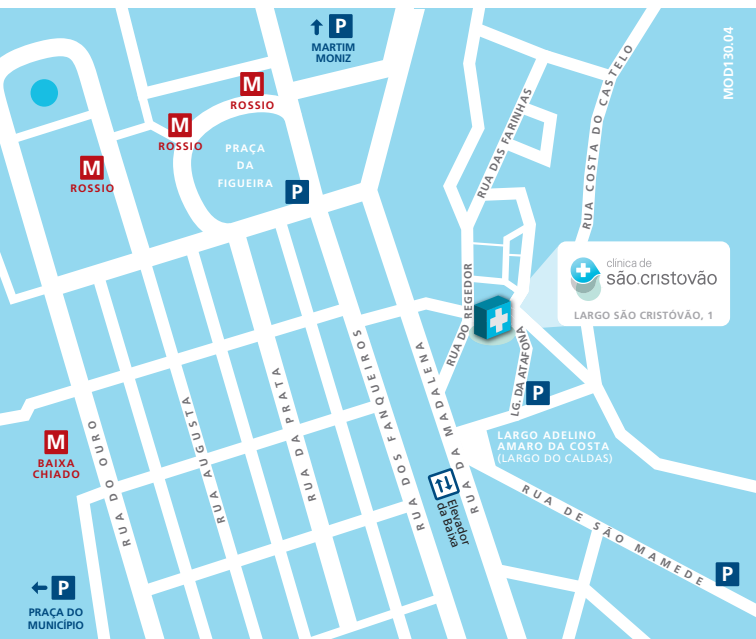 P
MARTIM
MONIZ
MOD130.04
M
ROSSIO
M
ROSSIO
M
ROSSIO
PRAÇA
DA
FIGUEIRA
P
RUA DAS FARINHAS
RUA COSTA DO CASTELO
clínica de
são.cristovão
LARGO SÃO CRISTÓVÃO, 1
RUA DO REGEDOR
LG. DA ATAFONA
P
M
BAIXA
CHIADO
RUA DO OURO
RUA AUGUSTA
RUA DA PRATA
RUA DOS FANQUEIROS
RUA DA MADALENA
LARGO ADELINO
AMARO DA COSTA
(LARGO DO CALDAS)
Elevador
da Baixa
RUA DE SÃO MAMEDE
P
P
PRAÇA DO
MUNICÍPIO